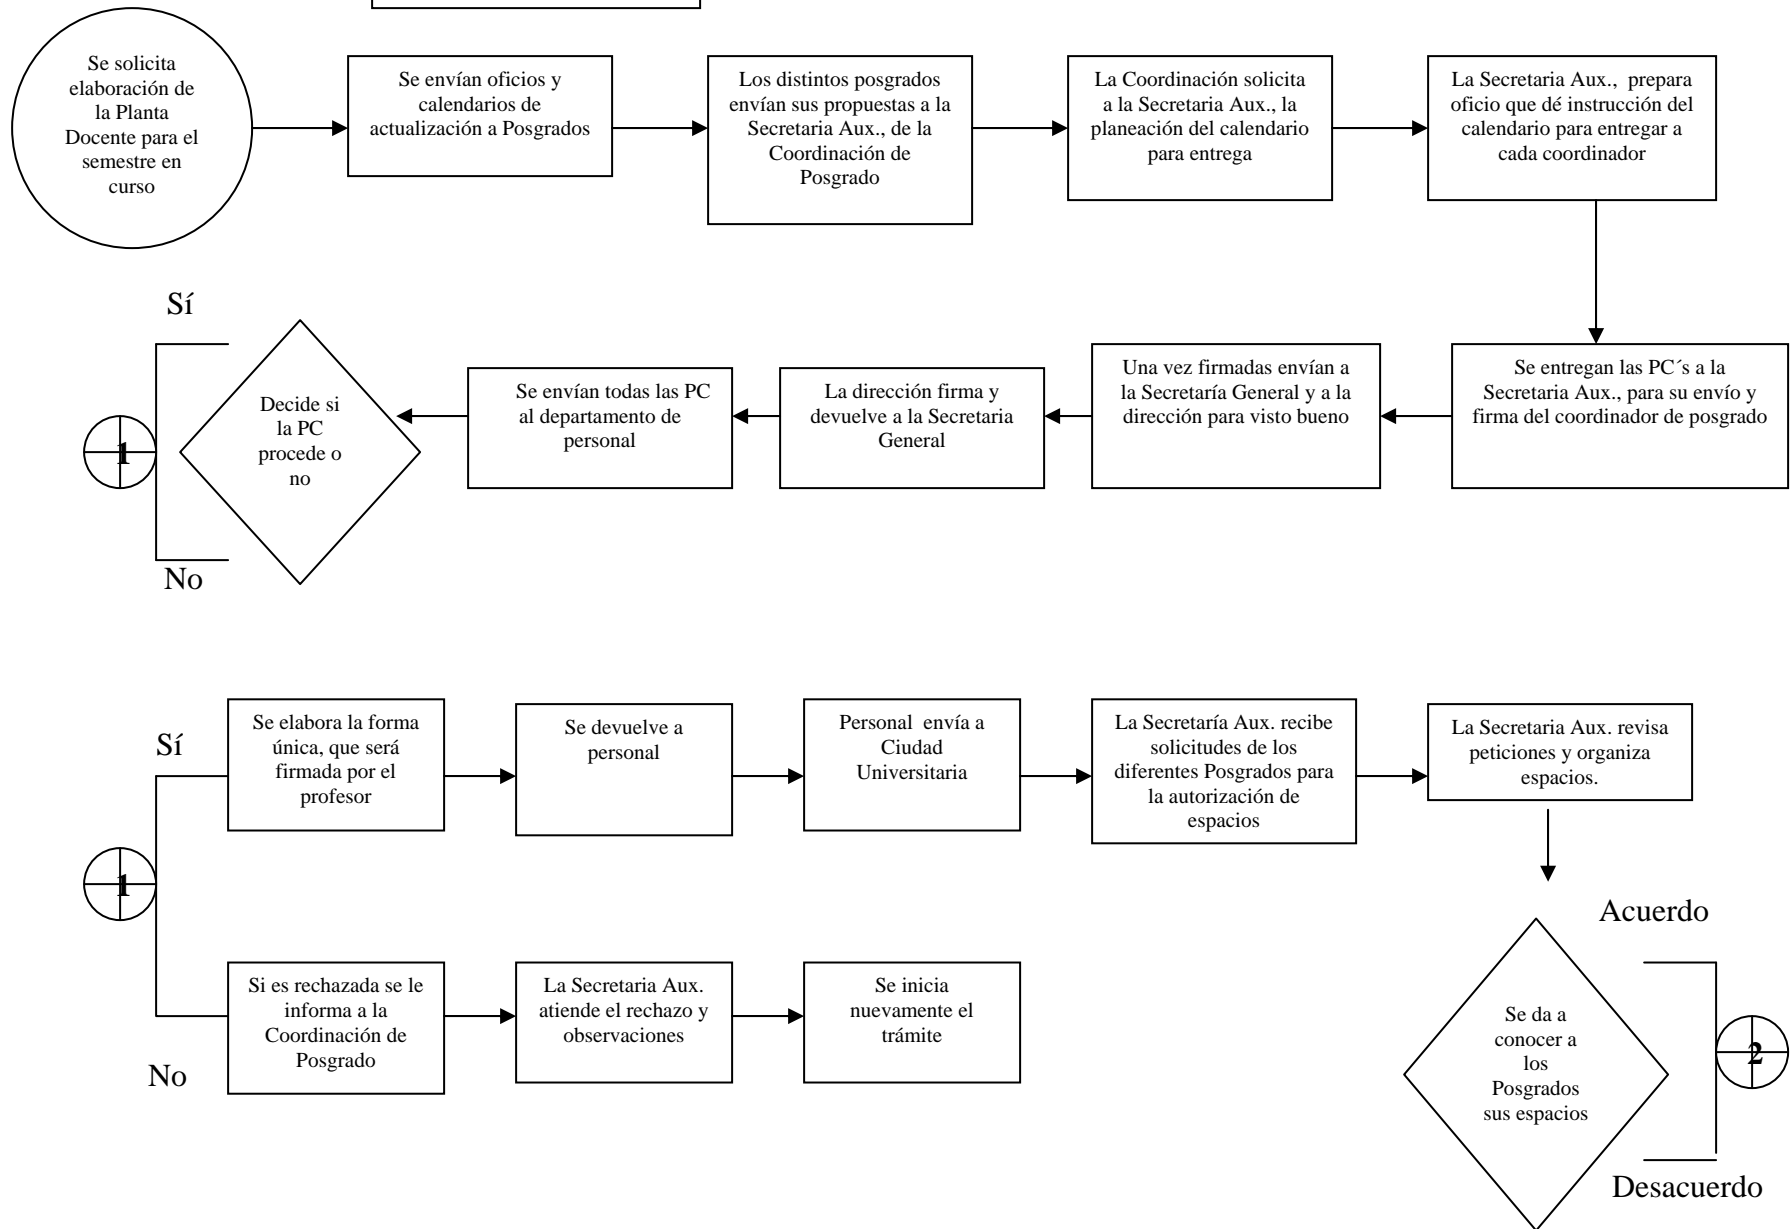 Se solicita
elaboración de
la Planta
Docente para el
semestre en
curso
Se envían oficios y
calendarios de
actualización a Posgrados
Los distintos posgrados
envían sus propuestas a la
Secretaria Aux., de la
Coordinación de
Posgrado
La Coordinación solicita
a la Secretaria Aux., la
planeación del calendario
para entrega
La Secretaria Aux., prepara
oficio que dé instrucción del
calendario para entregar a
cada coordinador
Se entregan las PC´s a la
Secretaria Aux., para su envío y
firma del coordinador de posgrado
Una vez firmadas envían a
la Secretaría General y a la
dirección para visto bueno
La dirección firma y
devuelve a la Secretaria
General
Se envían todas las PC
al departamento de
personal
Decide si
la PC
procede o
no
Sí
1
No
Sí
1
No
Se elabora la forma
única, que será
firmada por el
profesor
Se devuelve a
personal
Personal envía a
Ciudad
Universitaria
La Secretaría Aux. recibe
solicitudes de los
diferentes Posgrados para
la autorización de
espacios
La Secretaria Aux. revisa
peticiones y organiza
espacios.
Si es rechazada se le
informa a la
Coordinación de
Posgrado
La Secretaria Aux.
atiende el rechazo y
observaciones
Se inicia
nuevamente el
trámite
Se da a
conocer a
los
Posgrados
sus espacios
Acuerdo
2
Desacuerdo